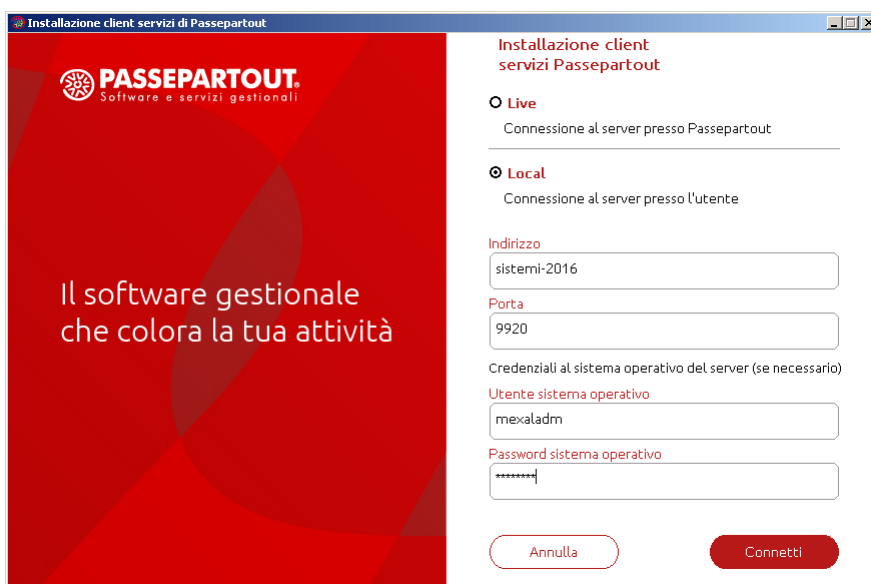 Installazione client servizi di Passepartout
PASSEPARTOUT®
Software e servizi gestionali
Il software gestionale
che colora la tua attività
Installazione client
servizi Passepartout
Live
Connessione al server presso Passepartout
Local
Connessione al server presso l'utente
Indirizzo
sistemi-2016
Porta
9920
Credenziali al sistema operativo del server (se necessario)
Utente sistema operativo
mexaladm
Password sistema operativo
********
Annulla
Connetti